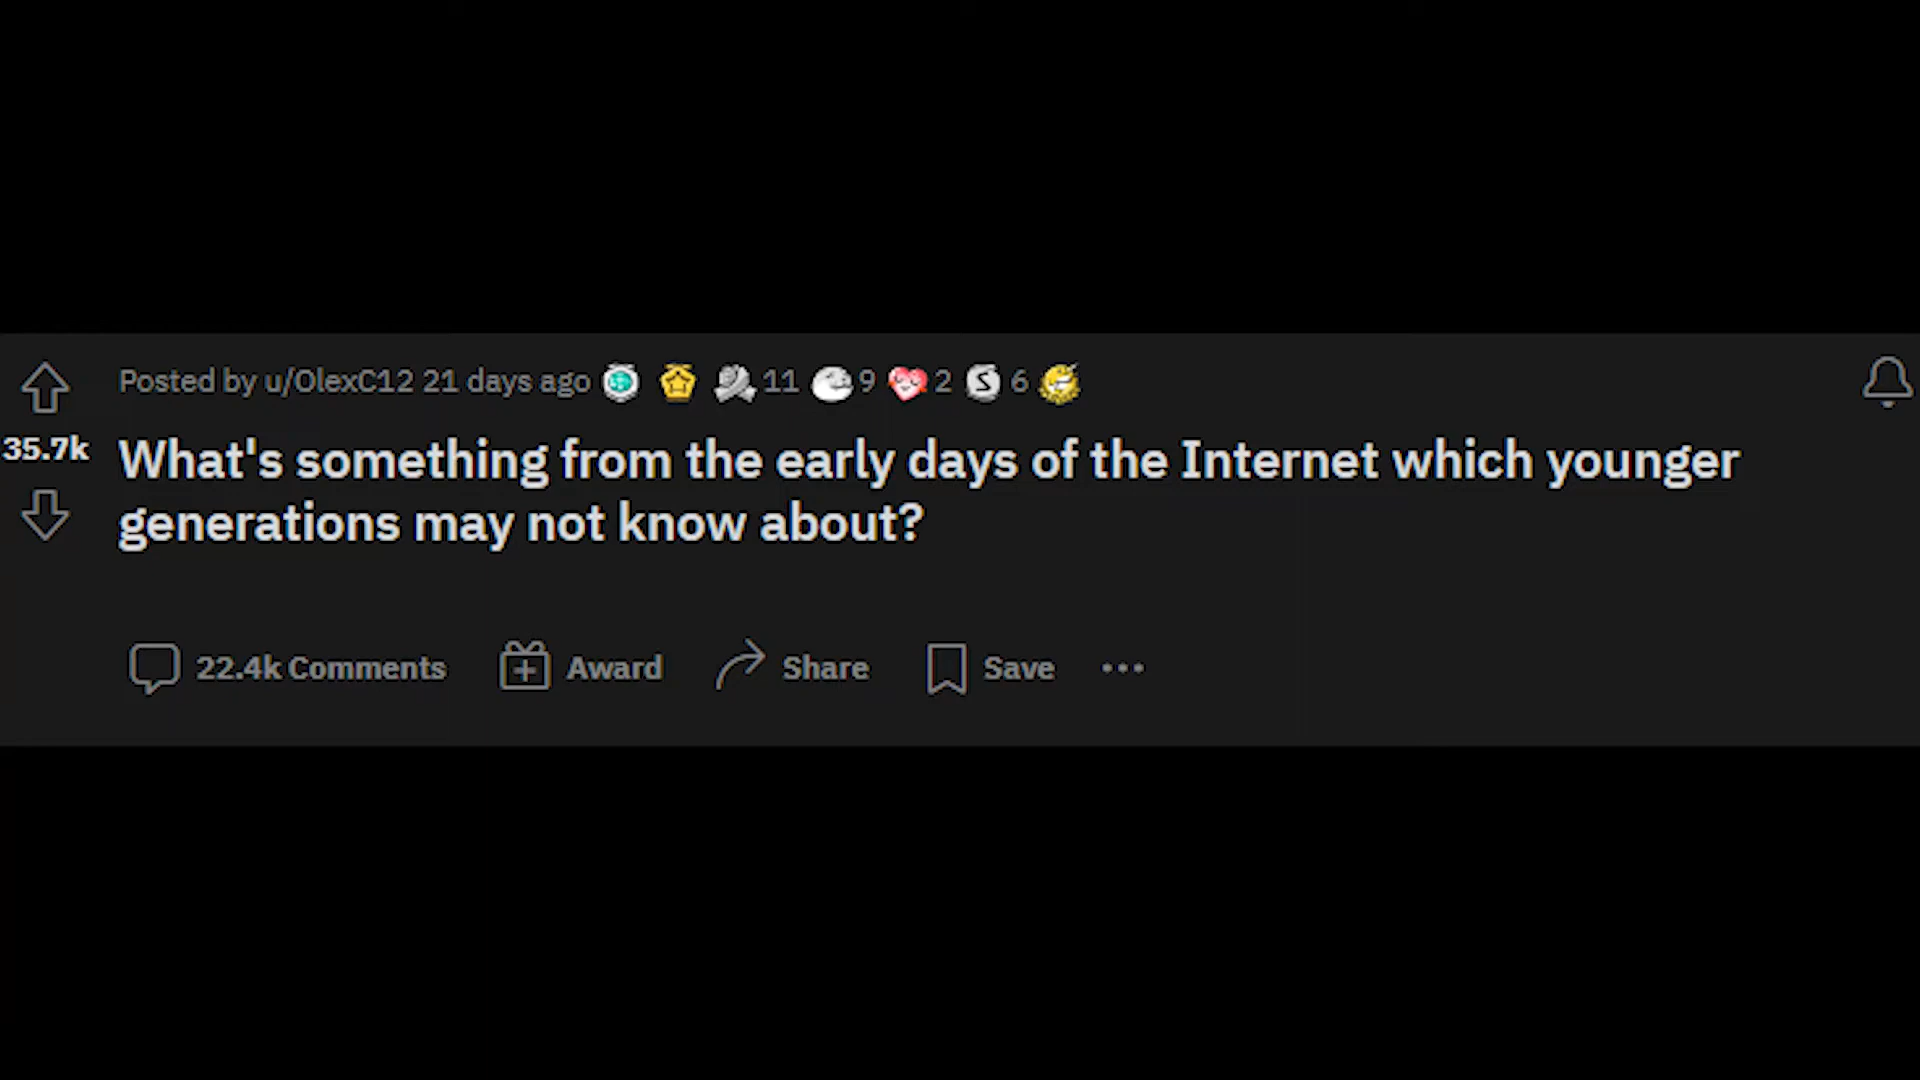 Posted by u/OlexC12 21 days ago 11 9 2 S 6
35.7k
What's something from the early days of the Internet which younger
generations may not know about?
22.4k Comments Award Share Save